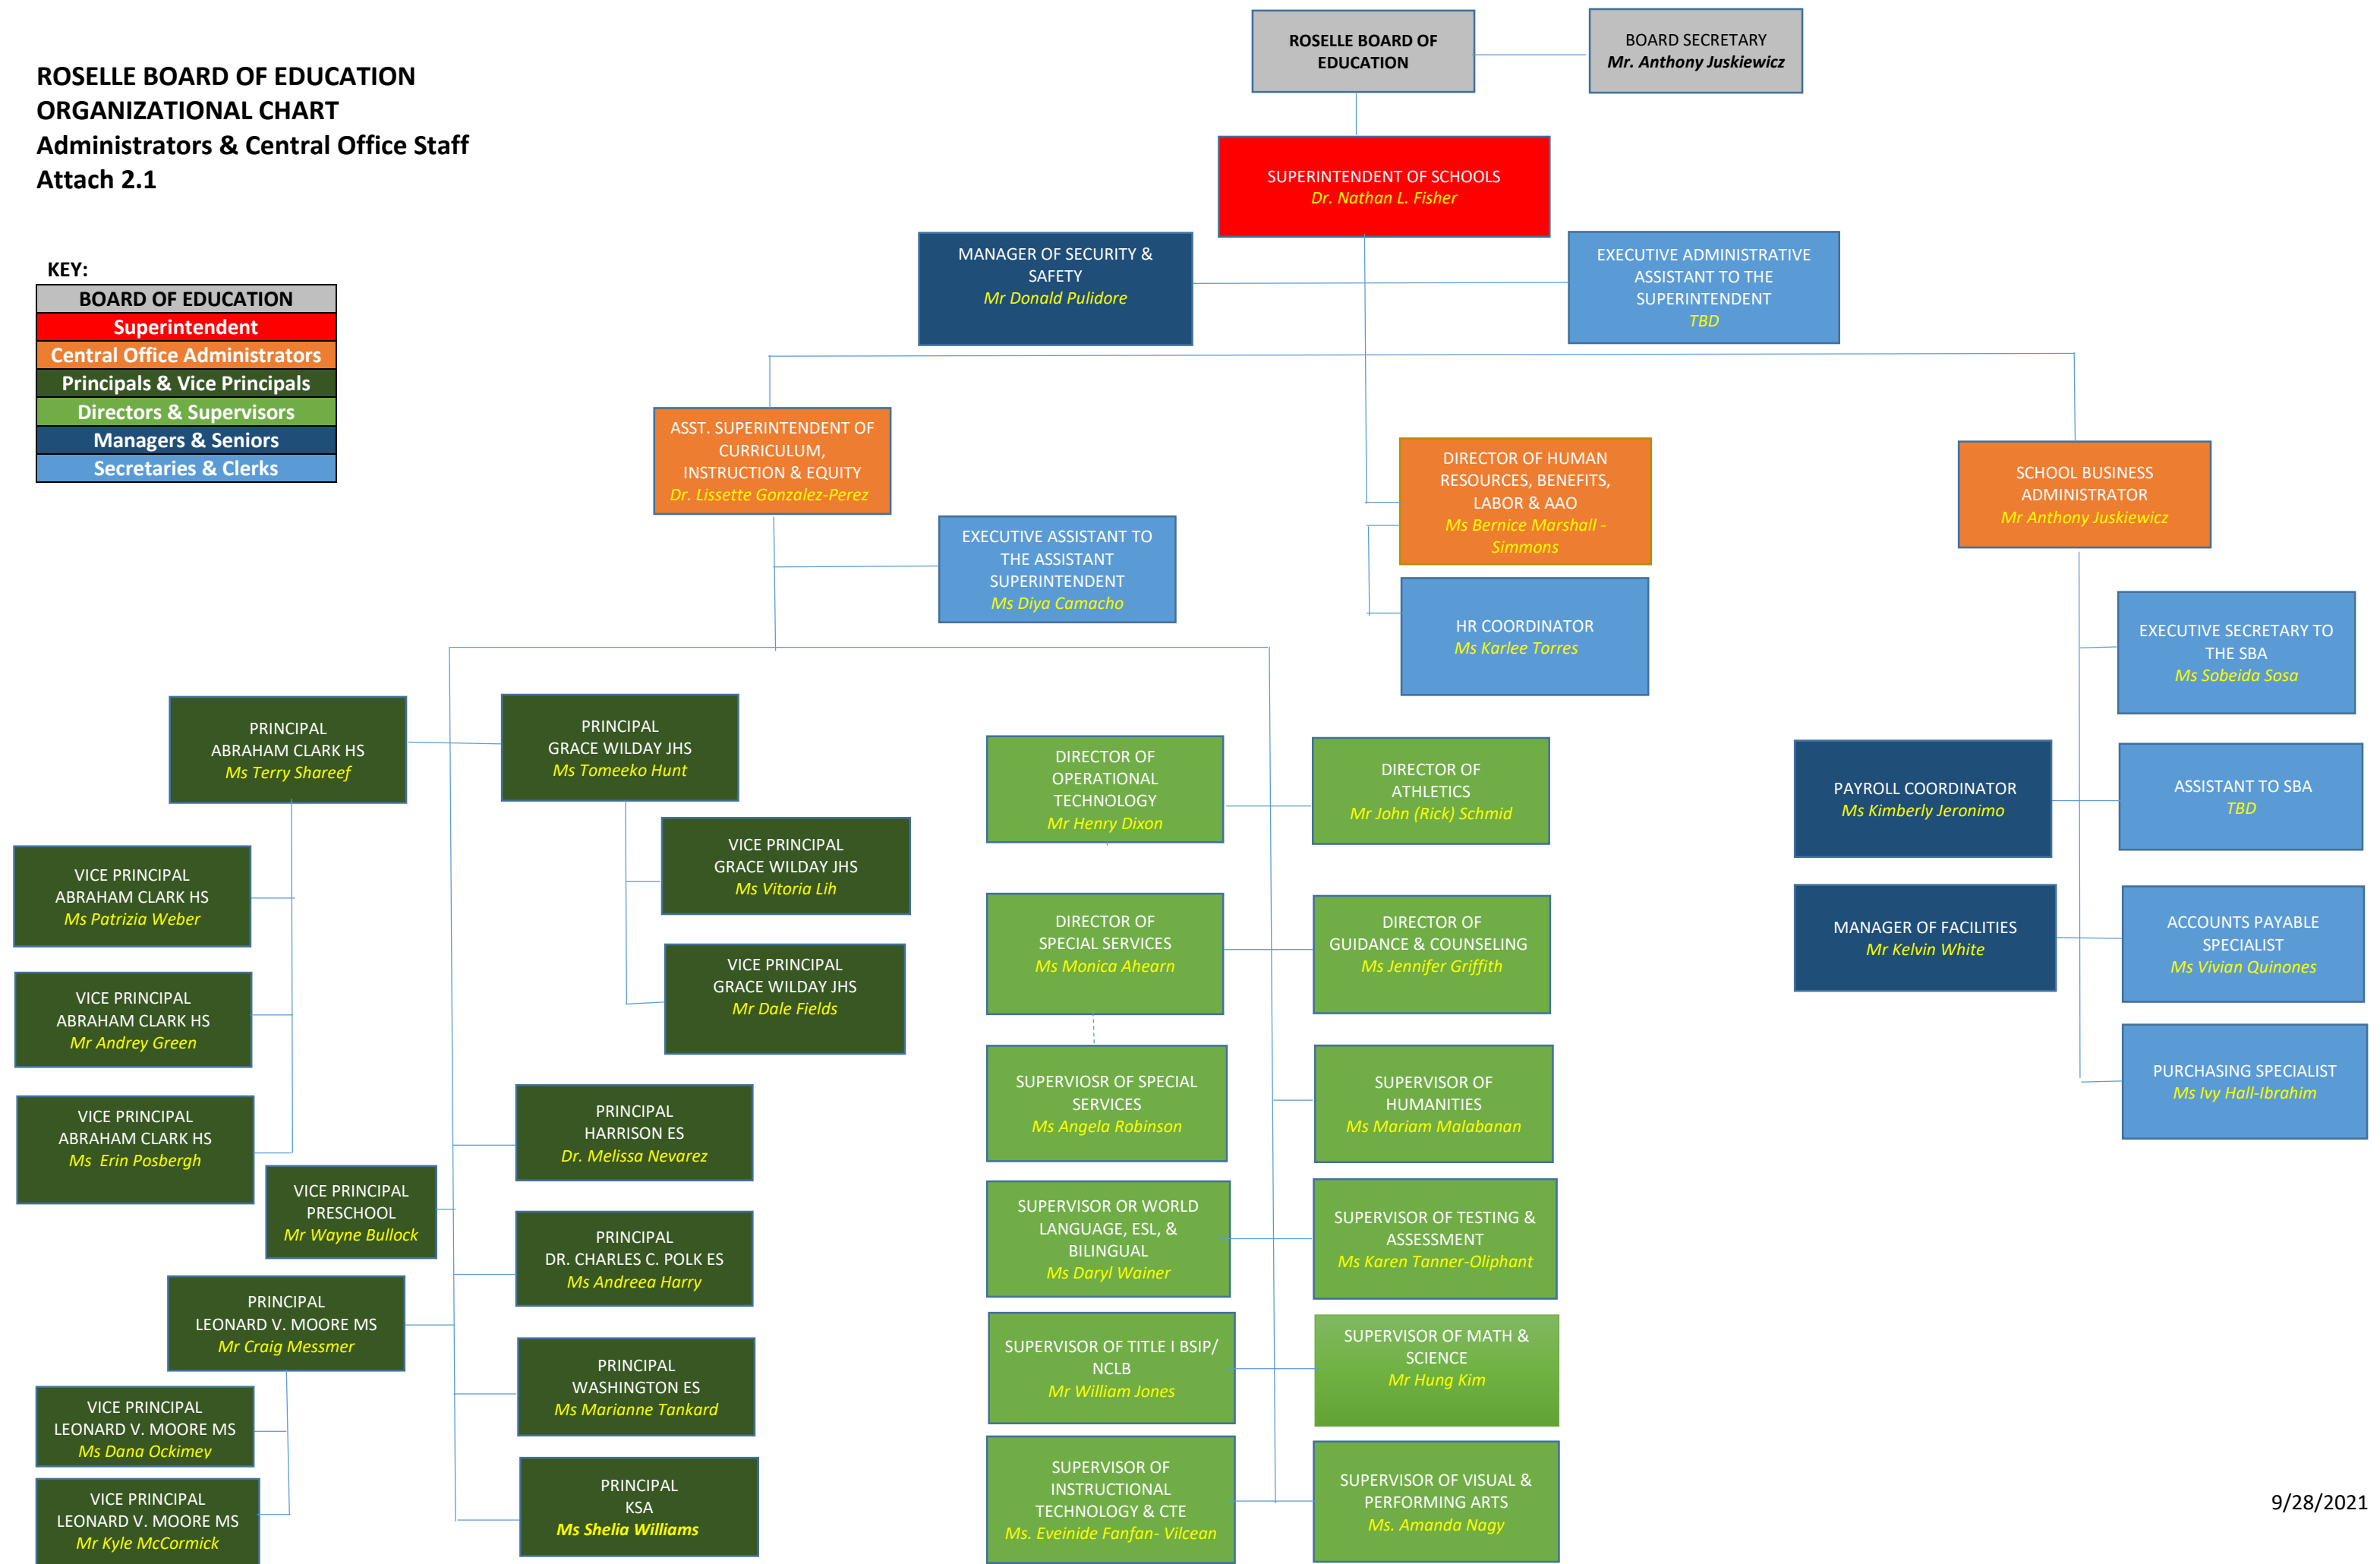 ROSELLE BOARD OF EDUCATION
ORGANIZATIONAL CHART
Administrators & Central Office Staff
Attach 2.1
KEY:
BOARD OF EDUCATION
Superintendent
Central Office Administrators
Principals & Vice Principals
Directors & Supervisors
Managers & Seniors
Secretaries & Clerks
ROSELLE BOARD OF
EDUCATION
BOARD SECRETARY
Mr. Anthony Juskiewicz
SUPERINTENDENT OF SCHOOLS
Dr. Nathan L. Fisher
MANAGER OF SECURITY &
SAFETY
Mr Donald Pulidore
EXECUTIVE ADMINISTRATIVE
ASSISTANT TO THE
SUPERINTENDENT
TBD
ASST. SUPERINTENDENT OF
CURRICULUM,
INSTRUCTION & EQUITY
Dr. Lissette Gonzalez-Perez
DIRECTOR OF HUMAN
RESOURCES, BENEFITS,
LABOR & AAO
Ms Bernice Marshall -
Simmons
SCHOOL BUSINESS
ADMINISTRATOR
Mr Anthony Juskiewicz
EXECUTIVE ASSISTANT TO
THE ASSISTANT
SUPERINTENDENT
Ms Diya Camacho
HR COORDINATOR
Ms Karlee Torres
EXECUTIVE SECRETARY TO
THE SBA
Ms Sobeida Sosa
PRINCIPAL
ABRAHAM CLARK HS
Ms Terry Shareef
PRINCIPAL
GRACE WILDAY JHS
Ms Tomeeko Hunt
DIRECTOR OF
OPERATIONAL
TECHNOLOGY
Mr Henry Dixon
DIRECTOR OF
ATHLETICS
Mr John (Rick) Schmid
PAYROLL COORDINATOR
Ms Kimberly Jeronimo
ASSISTANT TO SBA
TBD
VICE PRINCIPAL
ABRAHAM CLARK HS
Ms Patrizia Weber
VICE PRINCIPAL
GRACE WILDAY JHS
Ms Vitoria Lih
DIRECTOR OF
SPECIAL SERVICES
Ms Monica Ahearn
DIRECTOR OF
GUIDANCE & COUNSELING
Ms Jennifer Griffith
MANAGER OF FACILITIES
Mr Kelvin White
ACCOUNTS PAYABLE
SPECIALIST
Ms Vivian Quinones
VICE PRINCIPAL
ABRAHAM CLARK HS
Mr Andrey Green
VICE PRINCIPAL
GRACE WILDAY JHS
Mr Dale Fields
SUPERVIOSR OF SPECIAL
SERVICES
Ms Angela Robinson
SUPERVISOR OF
HUMANITIES
Ms Mariam Malabanan
PURCHASING SPECIALIST
Ms Ivy Hall-Ibrahim
VICE PRINCIPAL
ABRAHAM CLARK HS
Ms Erin Posbergh
PRINCIPAL
HARRISON ES
Dr. Melissa Nevarez
VICE PRINCIPAL
PRESCHOOL
Mr Wayne Bullock
PRINCIPAL
DR. CHARLES C. POLK ES
Ms Andreea Harry
SUPERVISOR OR WORLD
LANGUAGE, ESL, &
BILINGUAL
Ms Daryl Wainer
SUPERVISOR OF TESTING &
ASSESSMENT
Ms Karen Tanner-Oliphant
PRINCIPAL
LEONARD V. MOORE MS
Mr Craig Messmer
PRINCIPAL
WASHINGTON ES
Ms Marianne Tankard
SUPERVISOR OF TITLE I BSIP/
NCLB
Mr William Jones
SUPERVISOR OF MATH &
SCIENCE
Mr Hung Kim
VICE PRINCIPAL
LEONARD V. MOORE MS
Ms Dana Ockimey
PRINCIPAL
KSA
Ms Shelia Williams
SUPERVISOR OF
INSTRUCTIONAL
TECHNOLOGY & CTE
Ms. Eveinide Fanfan- Vilcean
SUPERVISOR OF VISUAL &
PERFORMING ARTS
Ms. Amanda Nagy
VICE PRINCIPAL
LEONARD V. MOORE MS
Mr Kyle McCormick
9/28/2021